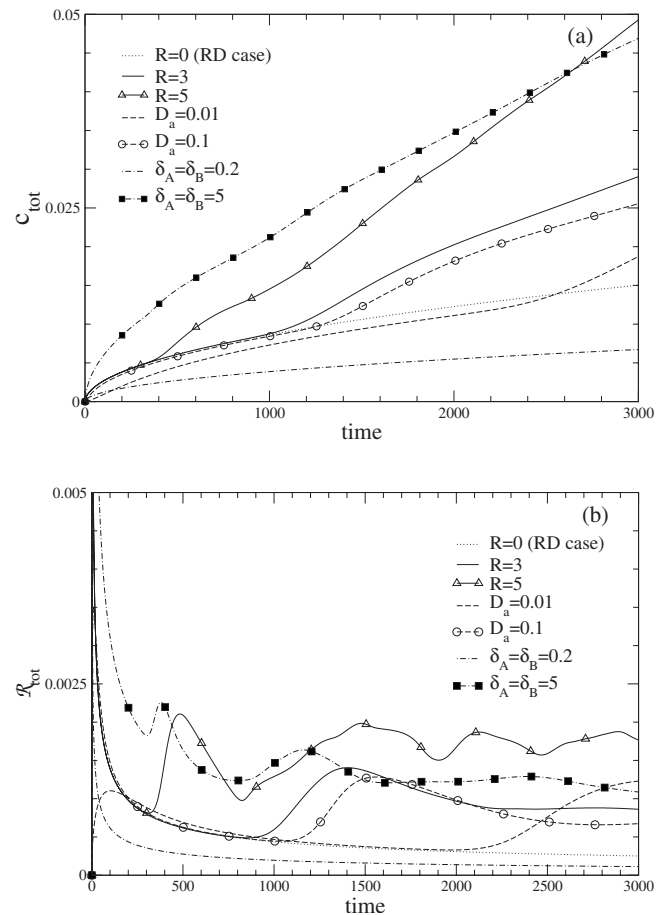 0.05
(a)
R=0 (RD case)
R=3
R=5
D_a=0.01
D_a=0.1
δ_A=δ_B=0.2
δ_A=δ_B=5
c_tot
0.025
0
0 1000 2000 3000
time
0.005
(b)
R=0 (RD case)
R=3
R=5
D_a=0.01
D_a=0.1
δ_A=δ_B=0.2
δ_A=δ_B=5
ℛ_tot
0.0025
0
0 500 1000 1500 2000 2500 3000
time